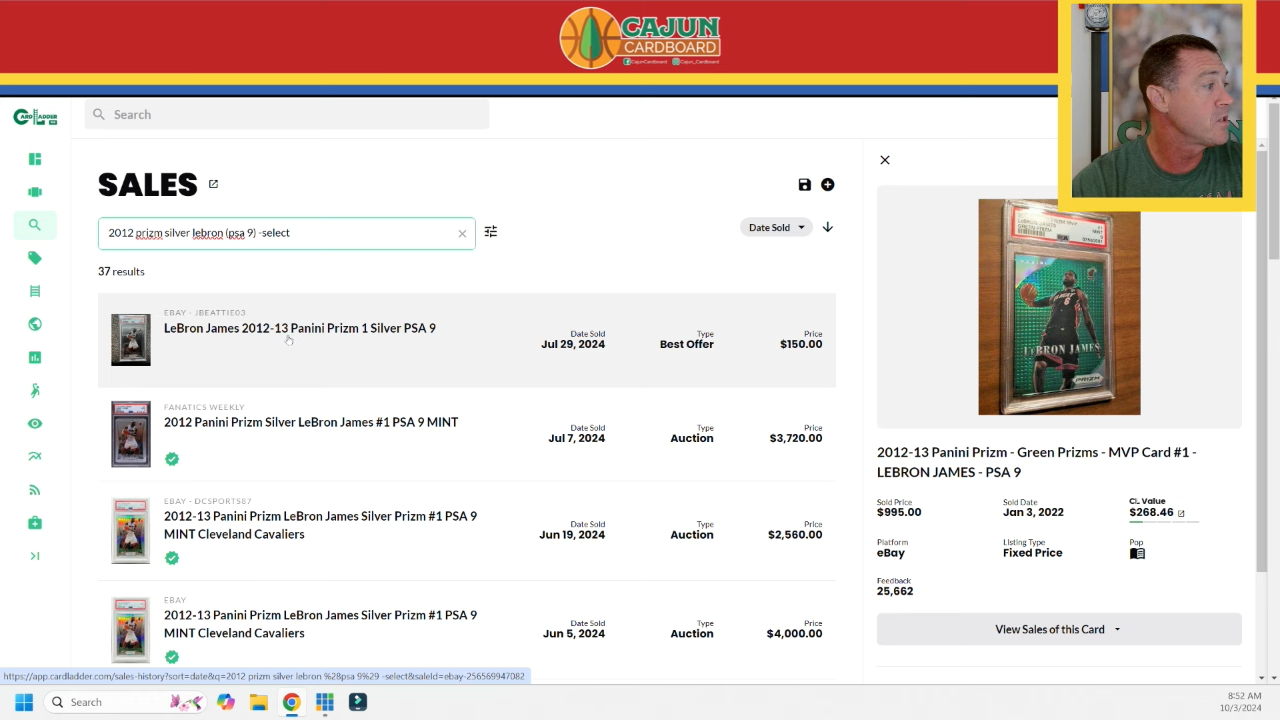 CAJUN
CARDBOARD
CajunCardboard Cajun_Cardboard
CARDLADDER
Search
SALES
2012 prizm silver lebron (psa 9) -select
Date Sold
37 results
EBAY - JBEATTIE03
LeBron James 2012-13 Panini Prizm 1 Silver PSA 9
Date Sold Type Price
Jul 29, 2024 Best Offer $150.00
FANATICS WEEKLY
2012 Panini Prizm Silver LeBron James #1 PSA 9 MINT
Date Sold Type Price
Jul 7, 2024 Auction $3,720.00
EBAY - DCSPORTS87
2012-13 Panini Prizm LeBron James Silver Prizm #1 PSA 9
MINT Cleveland Cavaliers
Date Sold Type Price
Jun 19, 2024 Auction $2,560.00
EBAY
2012-13 Panini Prizm LeBron James Silver Prizm #1 PSA 9
MINT Cleveland Cavaliers
Date Sold Type Price
Jun 5, 2024 Auction $4,000.00
LEBRON JAMES
PRIZM
2012-13 Panini Prizm - Green Prizms - MVP Card #1 -
LEBRON JAMES - PSA 9
Sold Price Sold Date CL Value
$995.00 Jan 3, 2022 $268.46
Platform Listing Type Pop
eBay Fixed Price
Feedback
25,662
View Sales of this Card
https://app.cardladder.com/sales-history?sort=date&q=2012 prizm silver lebron %28psa 9%29 -select&saleId=ebay-256569947082
Search
8:52 AM
10/3/2024